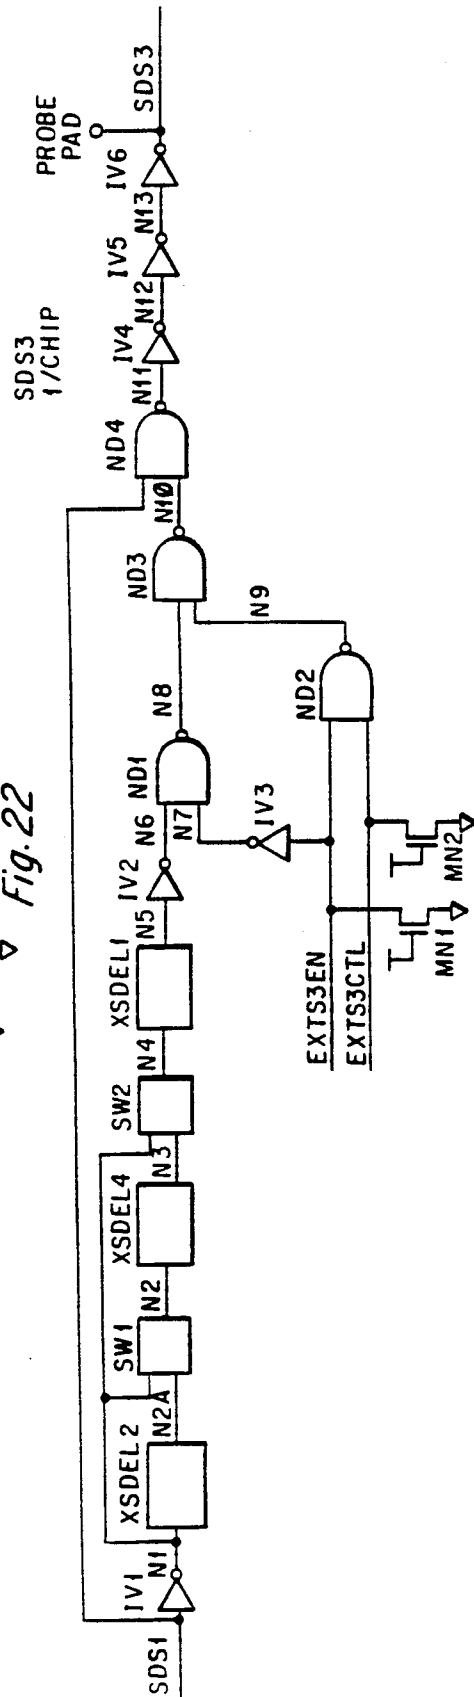 Fig. 22
SDS3
1/CHIP
PROBE
PAD
SDS1
IV1
N1
XSDEL2
N2A
SW1
N2
XSDEL4
N3
SW2
N4
XSDEL1
N5
IV2
N6
N7
ND1
N8
IV3
ND3
N9
N10
ND2
ND4
N11
IV4
N12
IV5
N13
IV6
SDS3
EXTS3EN
EXTS3CTL
MN1
MN2